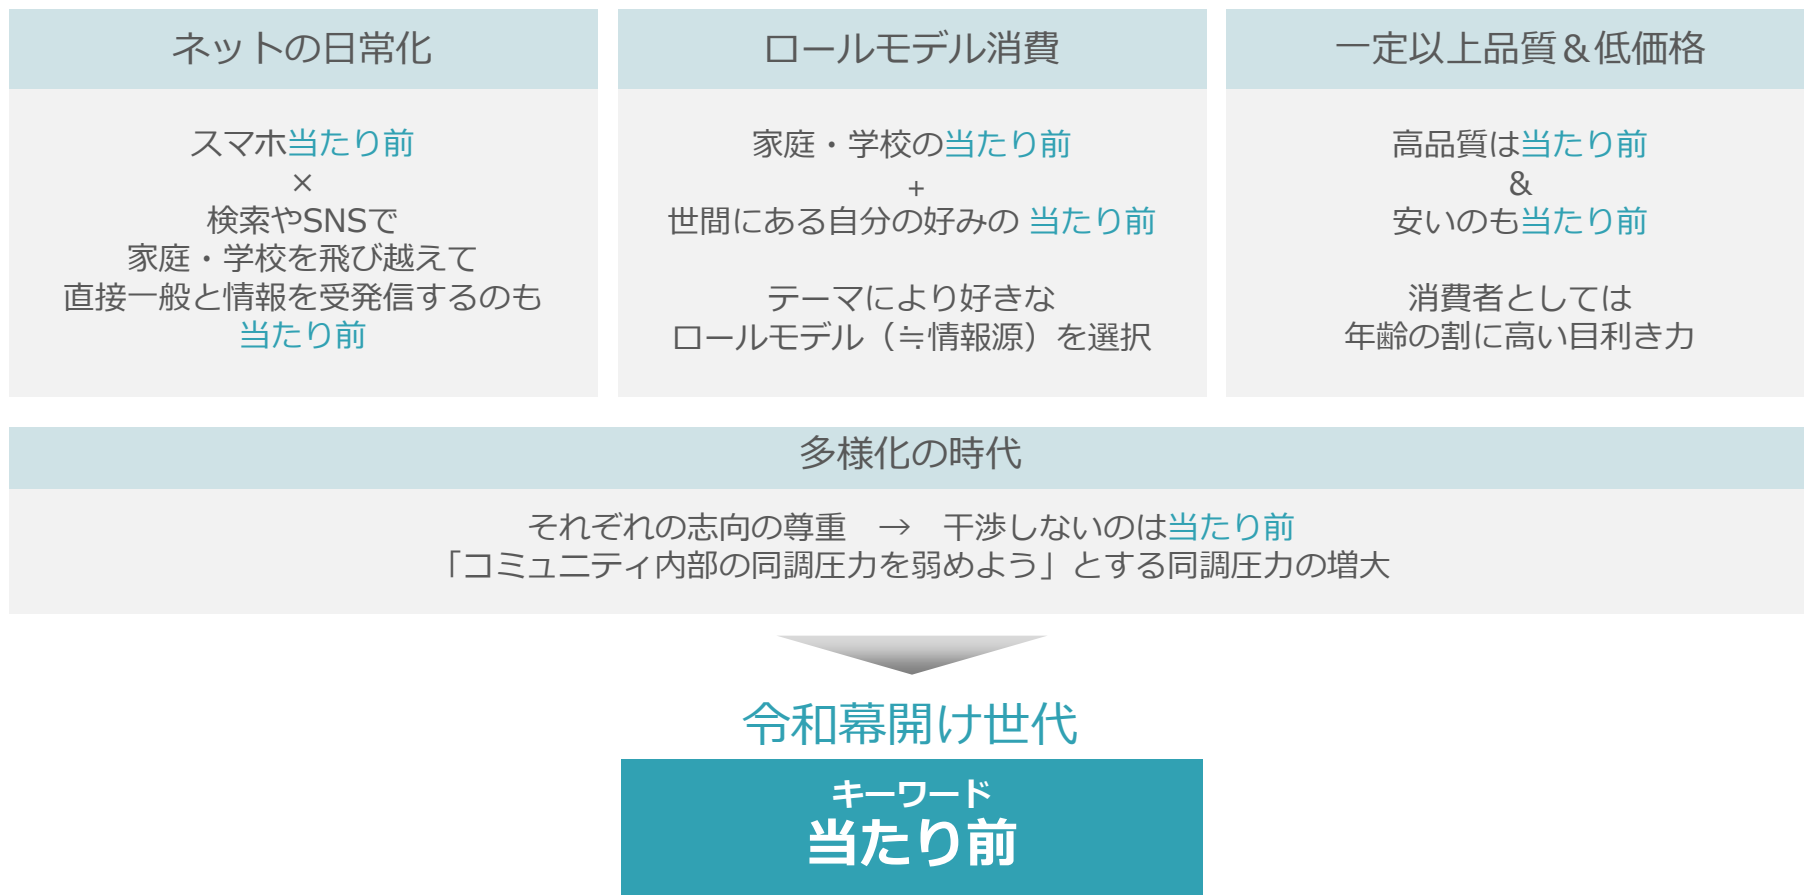 ネットの日常化
スマホ当たり前
×
検索やSNSで
家庭・学校を飛び越えて
直接一般と情報を受発信するのも
当たり前
ロールモデル消費
家庭・学校の当たり前
+
世間にある自分の好みの 当たり前
テーマにより好きな
ロールモデル（≒情報源）を選択
一定以上品質＆低価格
高品質は当たり前
&
安いのも当たり前
消費者としては
年齢の割に高い目利き力
多様化の時代
それぞれの志向の尊重　→　干渉しないのは当たり前
「コミュニティ内部の同調圧力を弱めよう」とする同調圧力の増大
令和幕開け世代
キーワード
当たり前